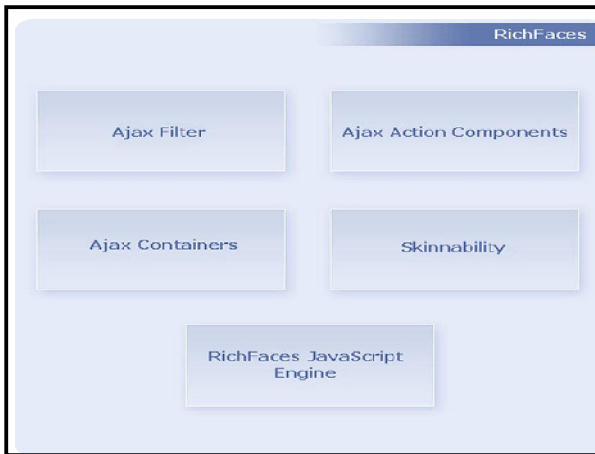 RichFaces
Ajax Filter
Ajax Action Components
Ajax Containers
Skinnability
RichFaces JavaScript
Engine